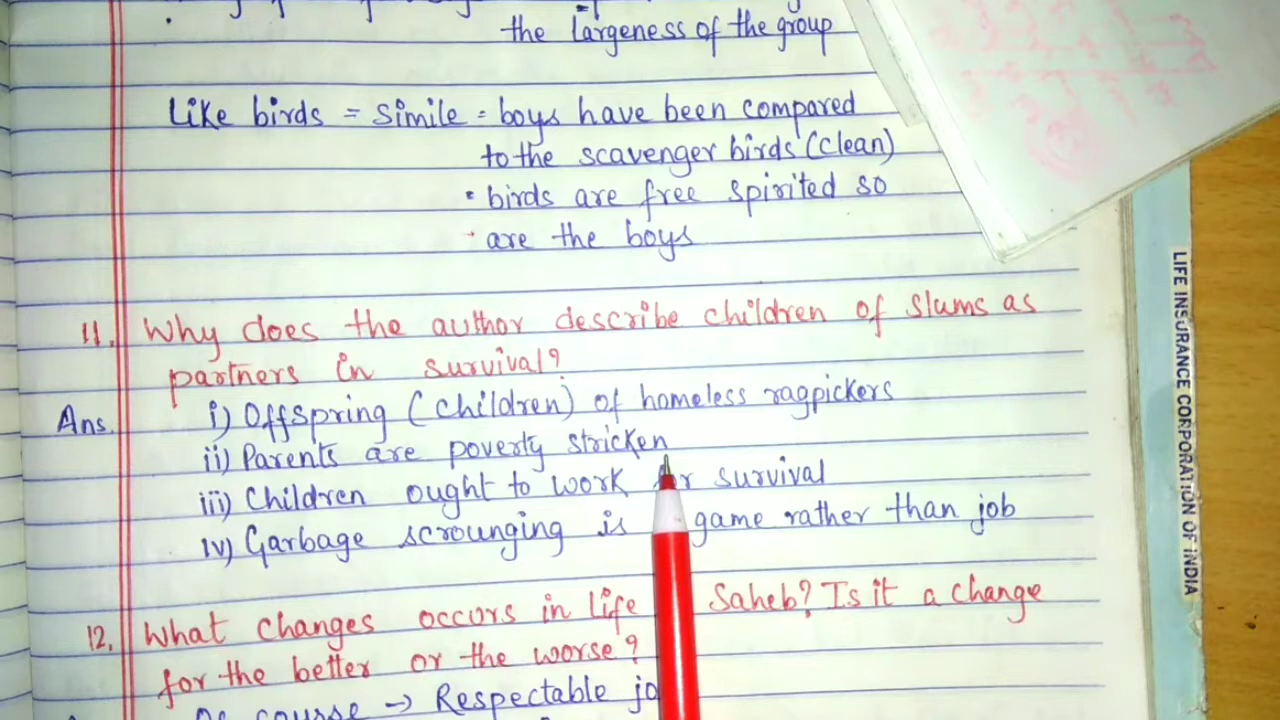 the largeness of the group
Like birds = Simile = boys have been compared
to the scavenger birds (clean)
• birds are free spirited so
are the boys
11. Why does the author describe children of slums as
partners in survival?
Ans. i) Offspring (children) of homeless ragpickers
ii) Parents are poverty stricken
iii) Children ought to work survival
iv) Garbage scrounging is game rather than job
12. What changes occurs in life Saheb? Is it a change
for the better or the worse?
course → Respectable
LIFE INSURANCE CORPORATION OF INDIA